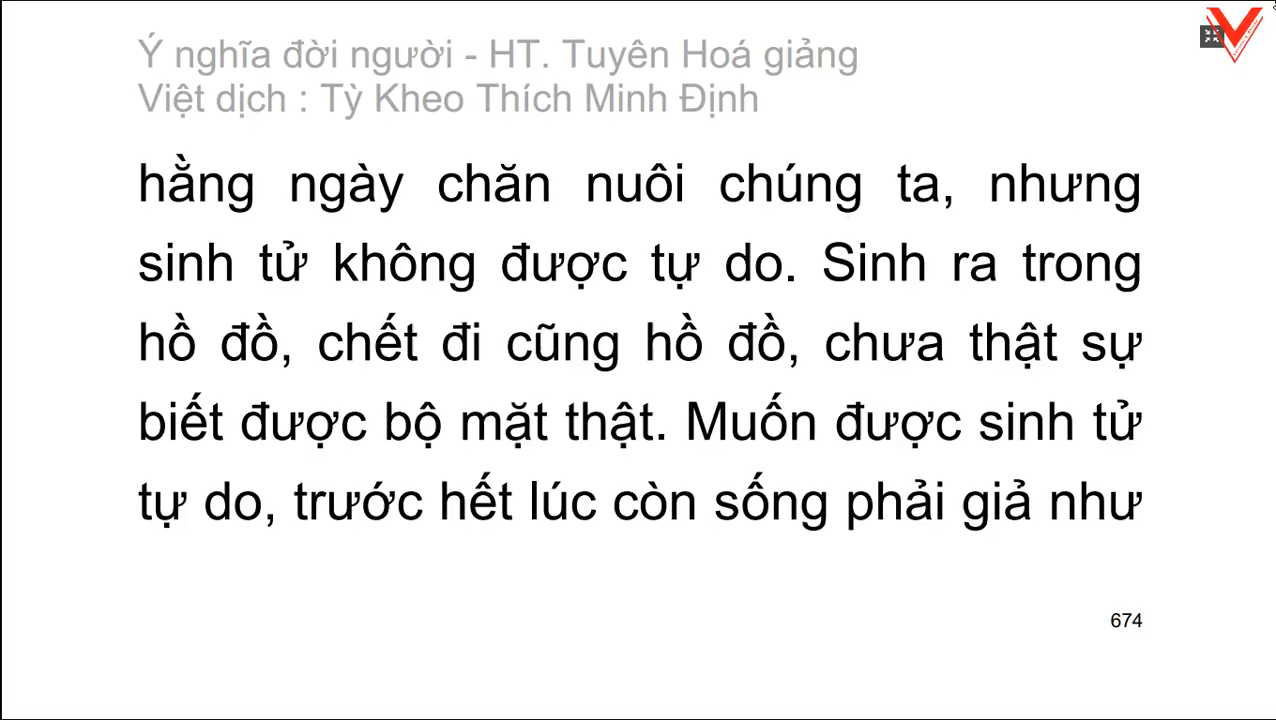 Ý nghĩa đời người - HT. Tuyên Hoá giảng
Việt dịch : Tỳ Kheo Thích Minh Định
hằng ngày chăn nuôi chúng ta, nhưng
sinh tử không được tự do. Sinh ra trong
hồ đồ, chết đi cũng hồ đồ, chưa thật sự
biết được bộ mặt thật. Muốn được sinh tử
tự do, trước hết lúc còn sống phải giả như
674